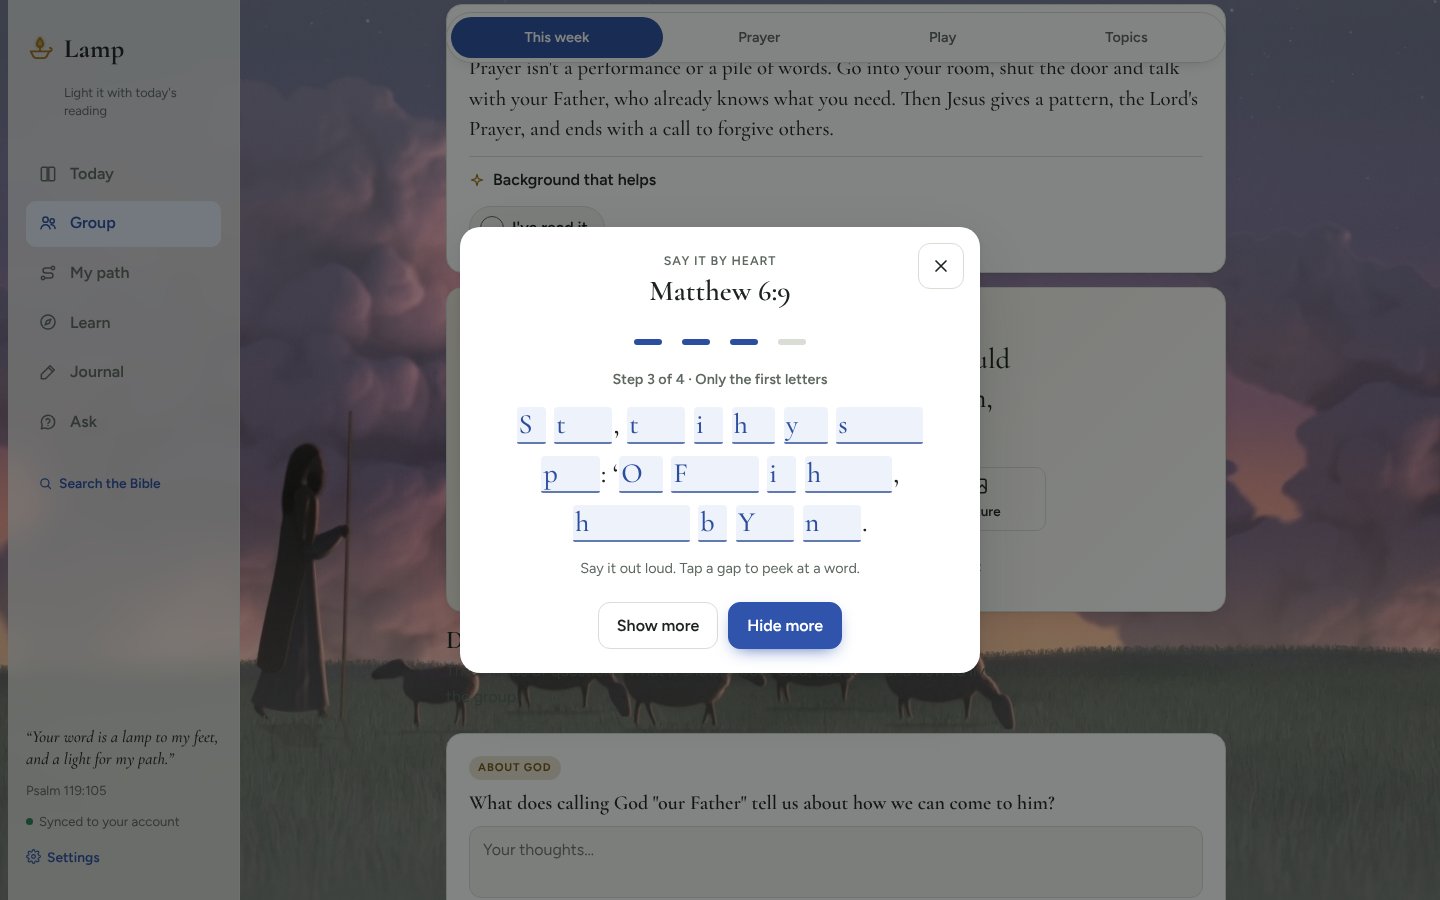 Lamp
Light it with today's
reading
Today
Group
My path
Learn
Journal
Ask
Search the Bible
“Your word is a lamp to my feet,
and a light for my path.”
Psalm 119:105
Synced to your account
Settings
This week
Prayer
Play
Topics
Prayer isn't a performance or a pile of words. Go into your room, shut the door and talk
with your Father, who already knows what you need. Then Jesus gives a pattern, the Lord's
Prayer, and ends with a call to forgive others.
Background that helps
I've read it
SAY IT BY HEART
Matthew 6:9
Step 3 of 4 · Only the first letters
S t, t i h y s
p: ‘O F i h,
h b Y n.
Say it out loud. Tap a gap to peek at a word.
Show more
Hide more
group
ABOUT GOD
What does calling God "our Father" tell us about how we can come to him?
Your thoughts...